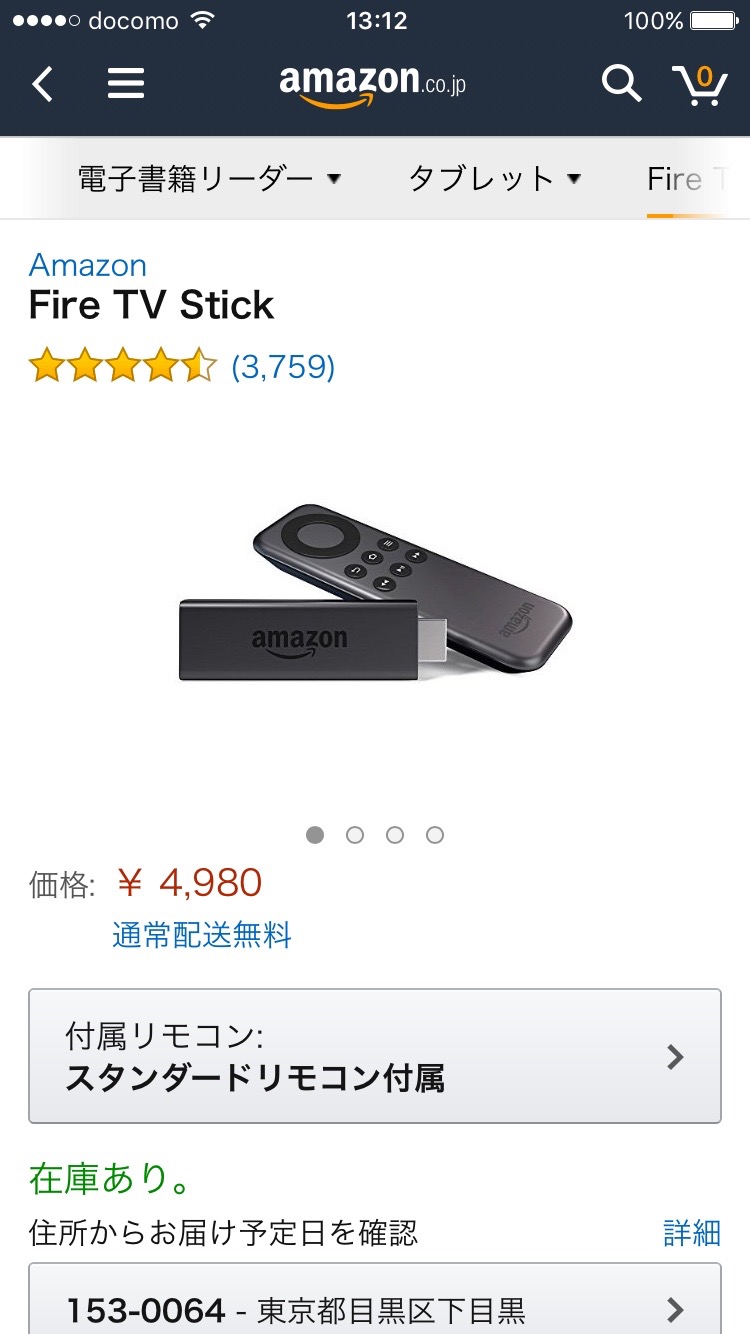 docomo 13:12 100%
amazon.co.jp 0
電子書籍リーダー ▼ タブレット ▼ Fire T
Amazon
Fire TV Stick
(3,759)
amazon
amazon
価格: ￥ 4,980
通常配送無料
付属リモコン:
スタンダードリモコン付属
在庫あり。
住所からお届け予定日を確認 詳細
153-0064 - 東京都目黒区下目黒